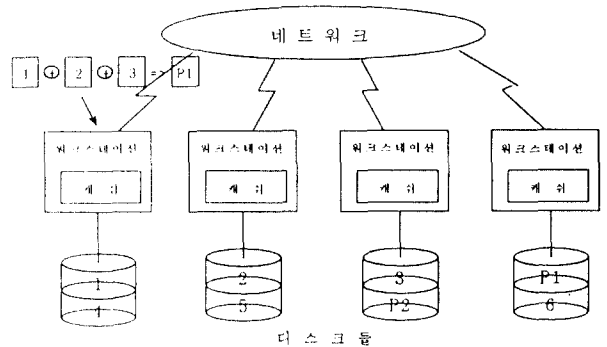 네 트 워 크
1 ⊕ 2 ⊕ 3 => P1
워크스테이션 워크스테이션 워크스테이션 워크스테이션
캐 쉬 캐 쉬 캐 쉬 캐 쉬
1 2 3 P1
4 5 P2 6
디 스 크 들